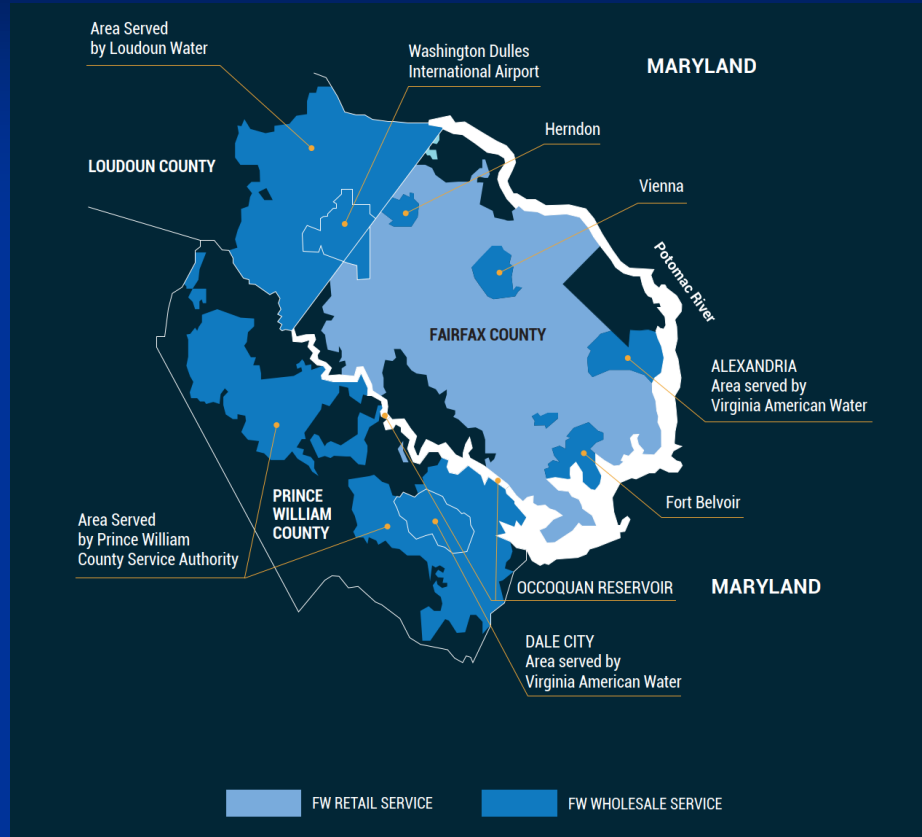 Area Served
by Loudoun Water
Washington Dulles
International Airport
MARYLAND
Herndon
LOUDOUN COUNTY
Vienna
Potomac River
FAIRFAX COUNTY
ALEXANDRIA
Area served by
Virginia American Water
PRINCE
WILLIAM
COUNTY
Fort Belvoir
Area Served
by Prince William
County Service Authority
OCCOQUAN RESERVOIR
MARYLAND
DALE CITY
Area served by
Virginia American Water
FW RETAIL SERVICE
FW WHOLESALE SERVICE